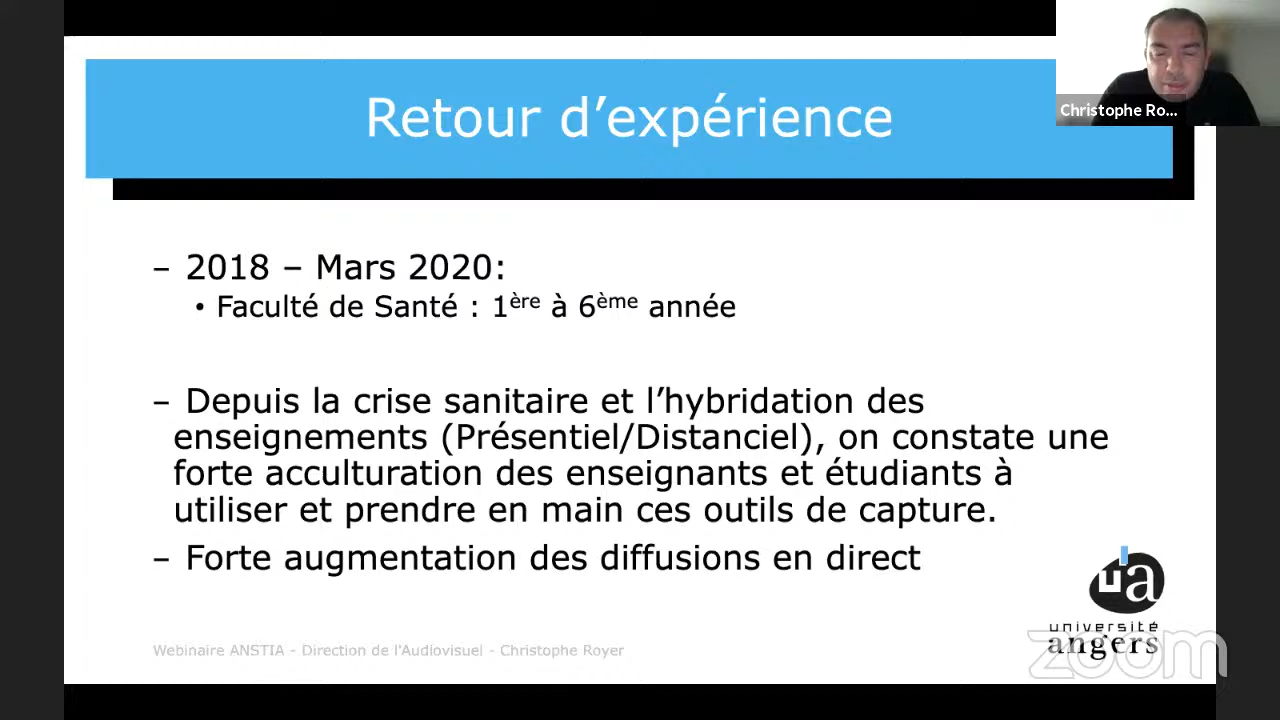 Retour d’expérience
Christophe Ro...
– 2018 – Mars 2020:
• Faculté de Santé : 1ère à 6ème année
– Depuis la crise sanitaire et l’hybridation des
enseignements (Présentiel/Distanciel), on constate une
forte acculturation des enseignants et étudiants à
utiliser et prendre en main ces outils de capture.
– Forte augmentation des diffusions en direct
ua
université
angers
zoom
Webinaire ANSTIA - Direction de l'Audiovisuel - Christophe Royer